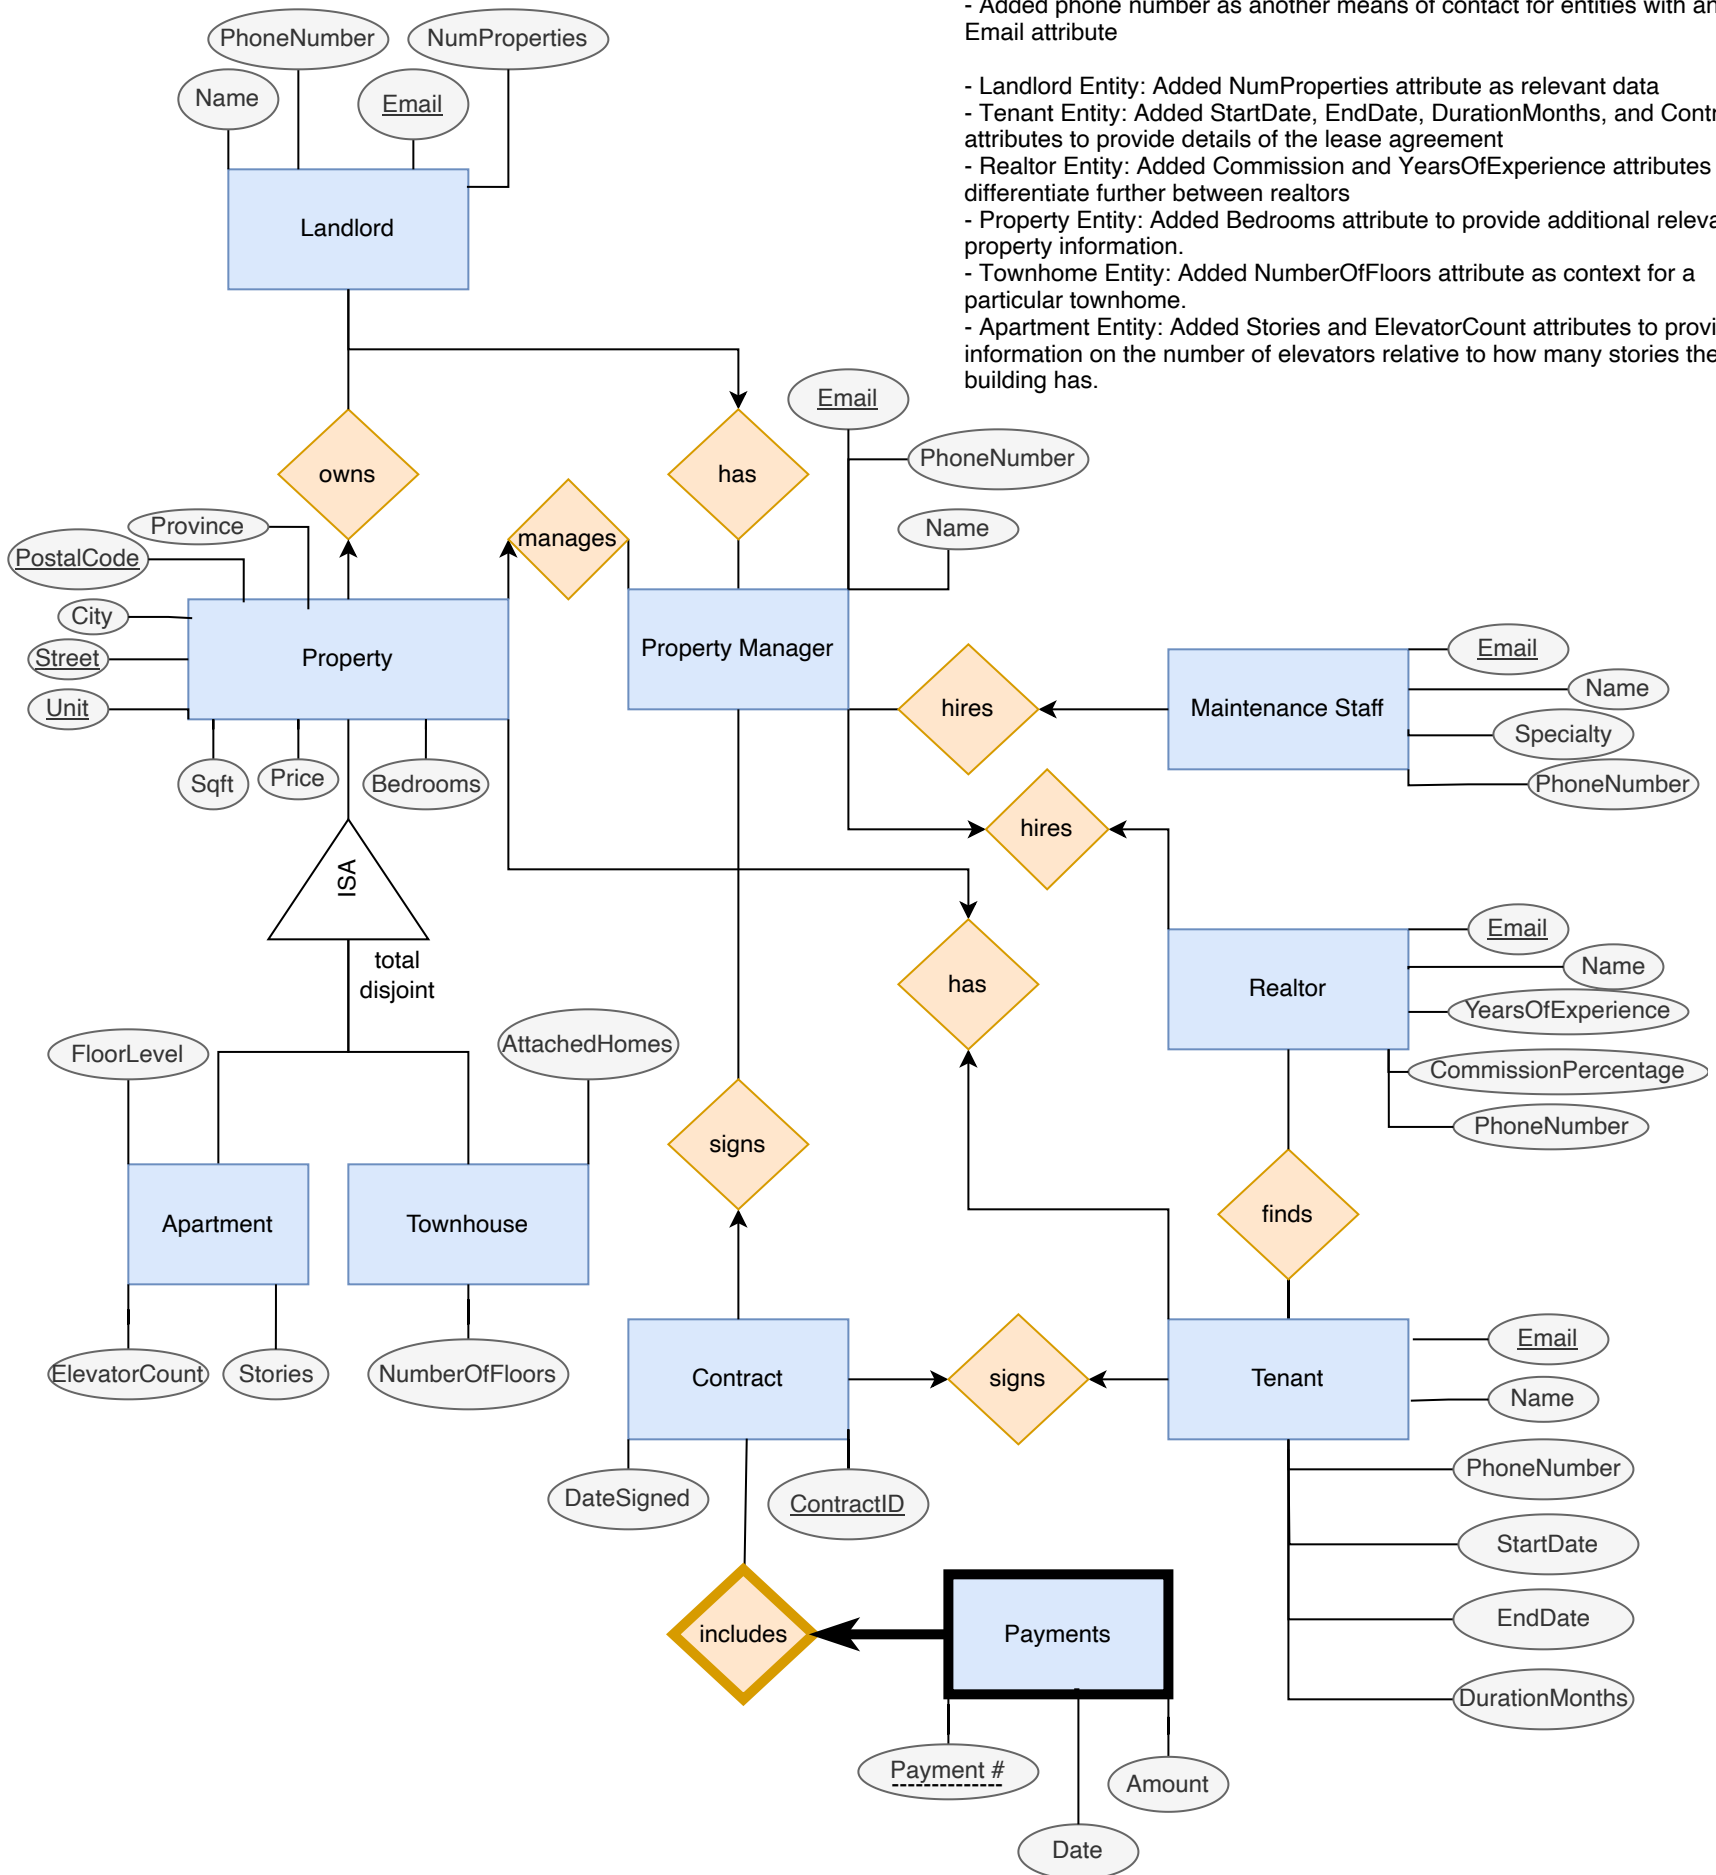 - Added phone number as another means of contact for entities with an
Email attribute
- Landlord Entity: Added NumProperties attribute as relevant data
- Tenant Entity: Added StartDate, EndDate, DurationMonths, and
attributes to provide details of the lease agreement
- Realtor Entity: Added Commission and YearsOfExperience attributes
differentiate further between realtors
- Property Entity: Added Bedrooms attribute to provide additional
property information.
- Townhome Entity: Added NumberOfFloors attribute as context for a
particular townhome.
- Apartment Entity: Added Stories and ElevatorCount attributes to
information on the number of elevators relative to how many stories the
building has.
PhoneNumber
NumProperties
Name
Email
Landlord
owns
has
Email
PhoneNumber
Name
manages
Province
PostalCode
City
Street
Unit
Property
Property Manager
Sqft
Price
Bedrooms
hires
Maintenance Staff
Email
Name
Specialty
PhoneNumber
hires
ISA
total
disjoint
has
Realtor
Email
Name
YearsOfExperience
CommissionPercentage
PhoneNumber
FloorLevel
AttachedHomes
signs
finds
Apartment
Townhouse
ElevatorCount
Stories
NumberOfFloors
Contract
signs
Tenant
Email
Name
PhoneNumber
StartDate
EndDate
DurationMonths
DateSigned
ContractID
includes
Payments
Payment #
Amount
Date